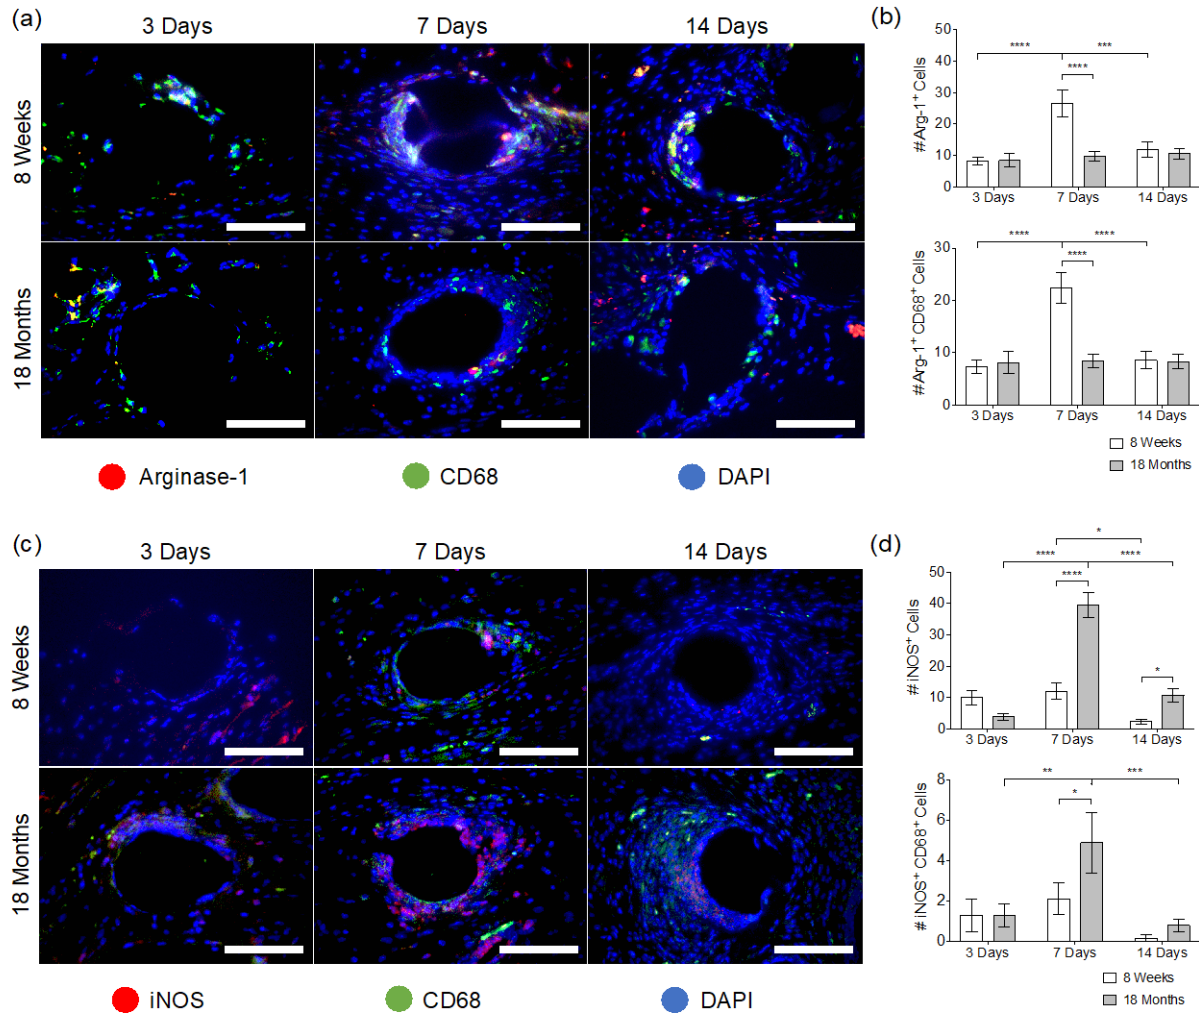 (a)
3 Days
7 Days
14 Days
8 Weeks
18 Months
Arginase-1
CD68
DAPI
(b)
****
***
****
50
40
30
20
10
0
#Arg-1+ Cells
3 Days
7 Days
14 Days
****
****
****
30
20
10
0
#Arg-1+ CD68+ Cells
3 Days
7 Days
14 Days
8 Weeks
18 Months
(c)
3 Days
7 Days
14 Days
8 Weeks
18 Months
iNOS
CD68
DAPI
(d)
*
****
****
****
*
50
40
30
20
10
0
# iNOS+ Cells
3 Days
7 Days
14 Days
**
***
*
8
6
4
2
0
# iNOS+ CD68+ Cells
3 Days
7 Days
14 Days
8 Weeks
18 Months